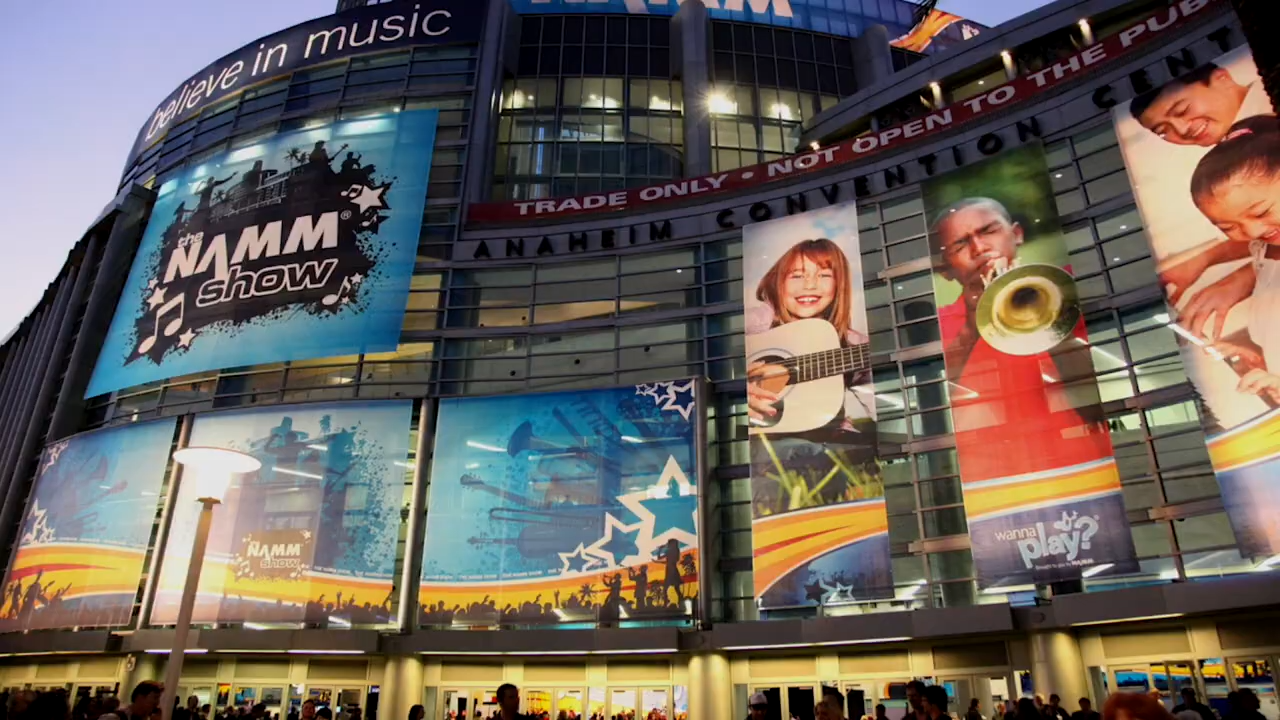 believe in music
NAMM
TRADE ONLY • NOT OPEN TO THE PUB
ANAHEIM CONVENTION CENT
the
NAMM®
show
NAMM
show
wanna
play?